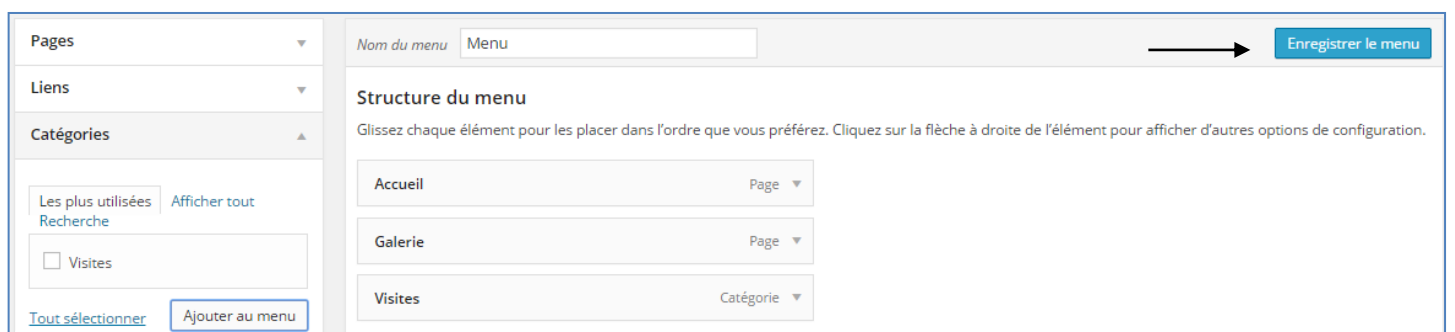 Pages
Liens
Catégories
Les plus utilisées Afficher tout
Recherche
Visites
Tout sélectionner Ajouter au menu
Nom du menu Menu Enregistrer le menu
Structure du menu
Glissez chaque élément pour les placer dans l’ordre que vous préférez. Cliquez sur la flèche à droite de l’élément pour afficher d’autres options de configuration.
Accueil Page
Galerie Page
Visites Catégorie